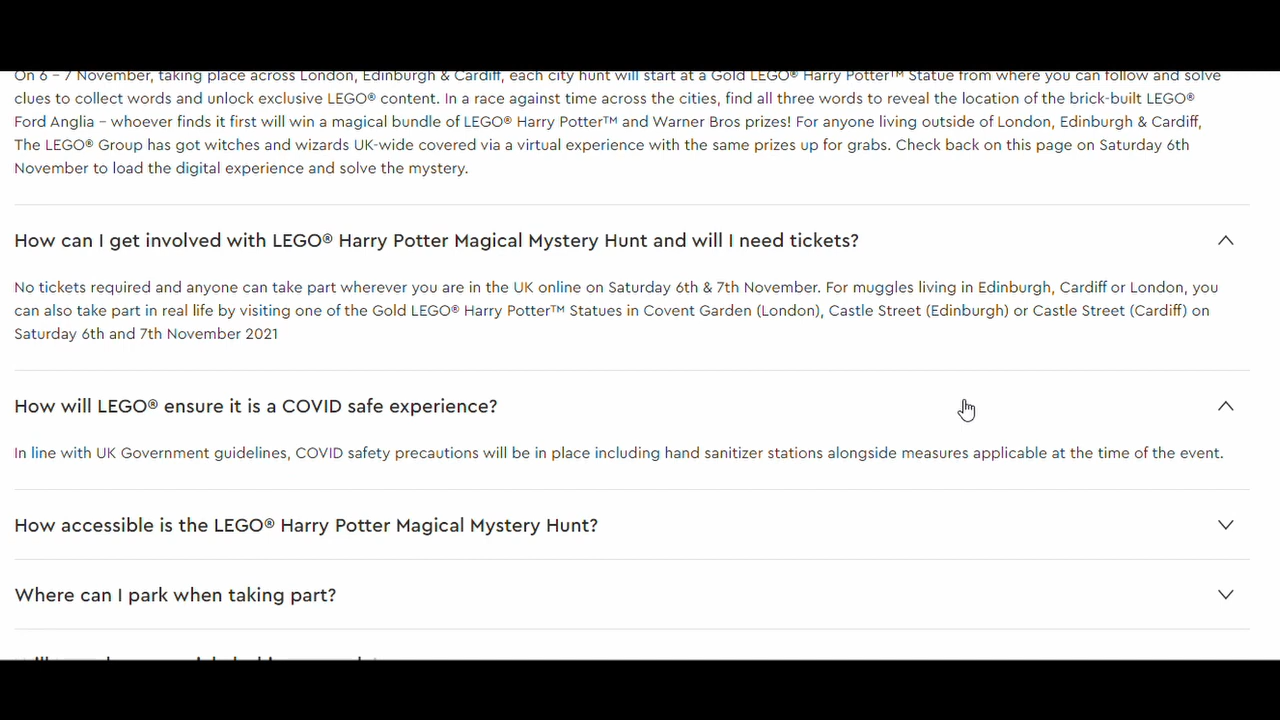 On 6 – 7 November, taking place across London, Edinburgh & Cardiff, each city hunt will start at a Gold LEGO® Harry Potter™ Statue from where you can follow and solve
clues to collect words and unlock exclusive LEGO® content. In a race against time across the cities, find all three words to reveal the location of the brick-built LEGO®
Ford Anglia – whoever finds it first will win a magical bundle of LEGO® Harry Potter™ and Warner Bros prizes! For anyone living outside of London, Edinburgh & Cardiff,
The LEGO® Group has got witches and wizards UK-wide covered via a virtual experience with the same prizes up for grabs. Check back on this page on Saturday 6th
November to load the digital experience and solve the mystery.
How can I get involved with LEGO® Harry Potter Magical Mystery Hunt and will I need tickets?
No tickets required and anyone can take part wherever you are in the UK online on Saturday 6th & 7th November. For muggles living in Edinburgh, Cardiff or London, you
can also take part in real life by visiting one of the Gold LEGO® Harry Potter™ Statues in Covent Garden (London), Castle Street (Edinburgh) or Castle Street (Cardiff) on
Saturday 6th and 7th November 2021
How will LEGO® ensure it is a COVID safe experience?
In line with UK Government guidelines, COVID safety precautions will be in place including hand sanitizer stations alongside measures applicable at the time of the event.
How accessible is the LEGO® Harry Potter Magical Mystery Hunt?
Where can I park when taking part?